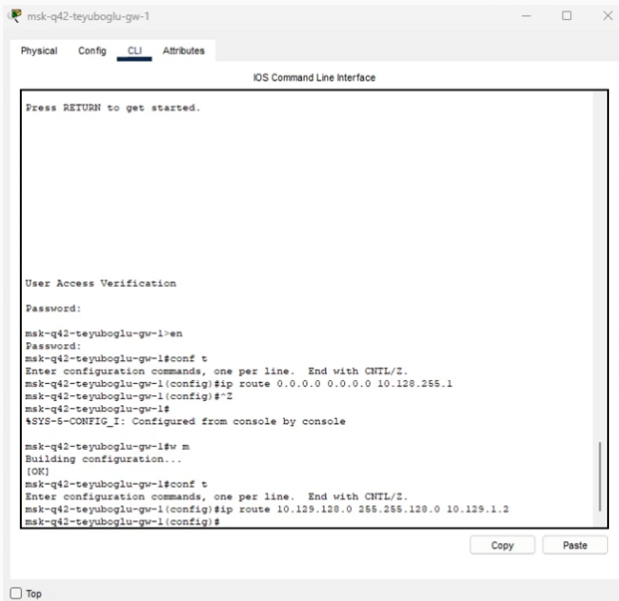 msk-q42-teyuboglu-gw-1
Physical Config CLI Attributes
IOS Command Line Interface
Press RETURN to get started.
User Access Verification
Password:
msk-q42-teyuboglu-gw-1>en
Password:
msk-q42-teyuboglu-gw-1#conf t
Enter configuration commands, one per line. End with CNTL/Z.
msk-q42-teyuboglu-gw-1(config)#ip route 0.0.0.0 0.0.0.0 10.128.255.1
msk-q42-teyuboglu-gw-1(config)#^Z
msk-q42-teyuboglu-gw-1#
%SYS-5-CONFIG_I: Configured from console by console
msk-q42-teyuboglu-gw-1#w m
Building configuration...
[OK]
msk-q42-teyuboglu-gw-1#conf t
Enter configuration commands, one per line. End with CNTL/Z.
msk-q42-teyuboglu-gw-1(config)#ip route 10.129.128.0 255.255.128.0 10.129.1.2
msk-q42-teyuboglu-gw-1(config)#
Copy Paste
Top